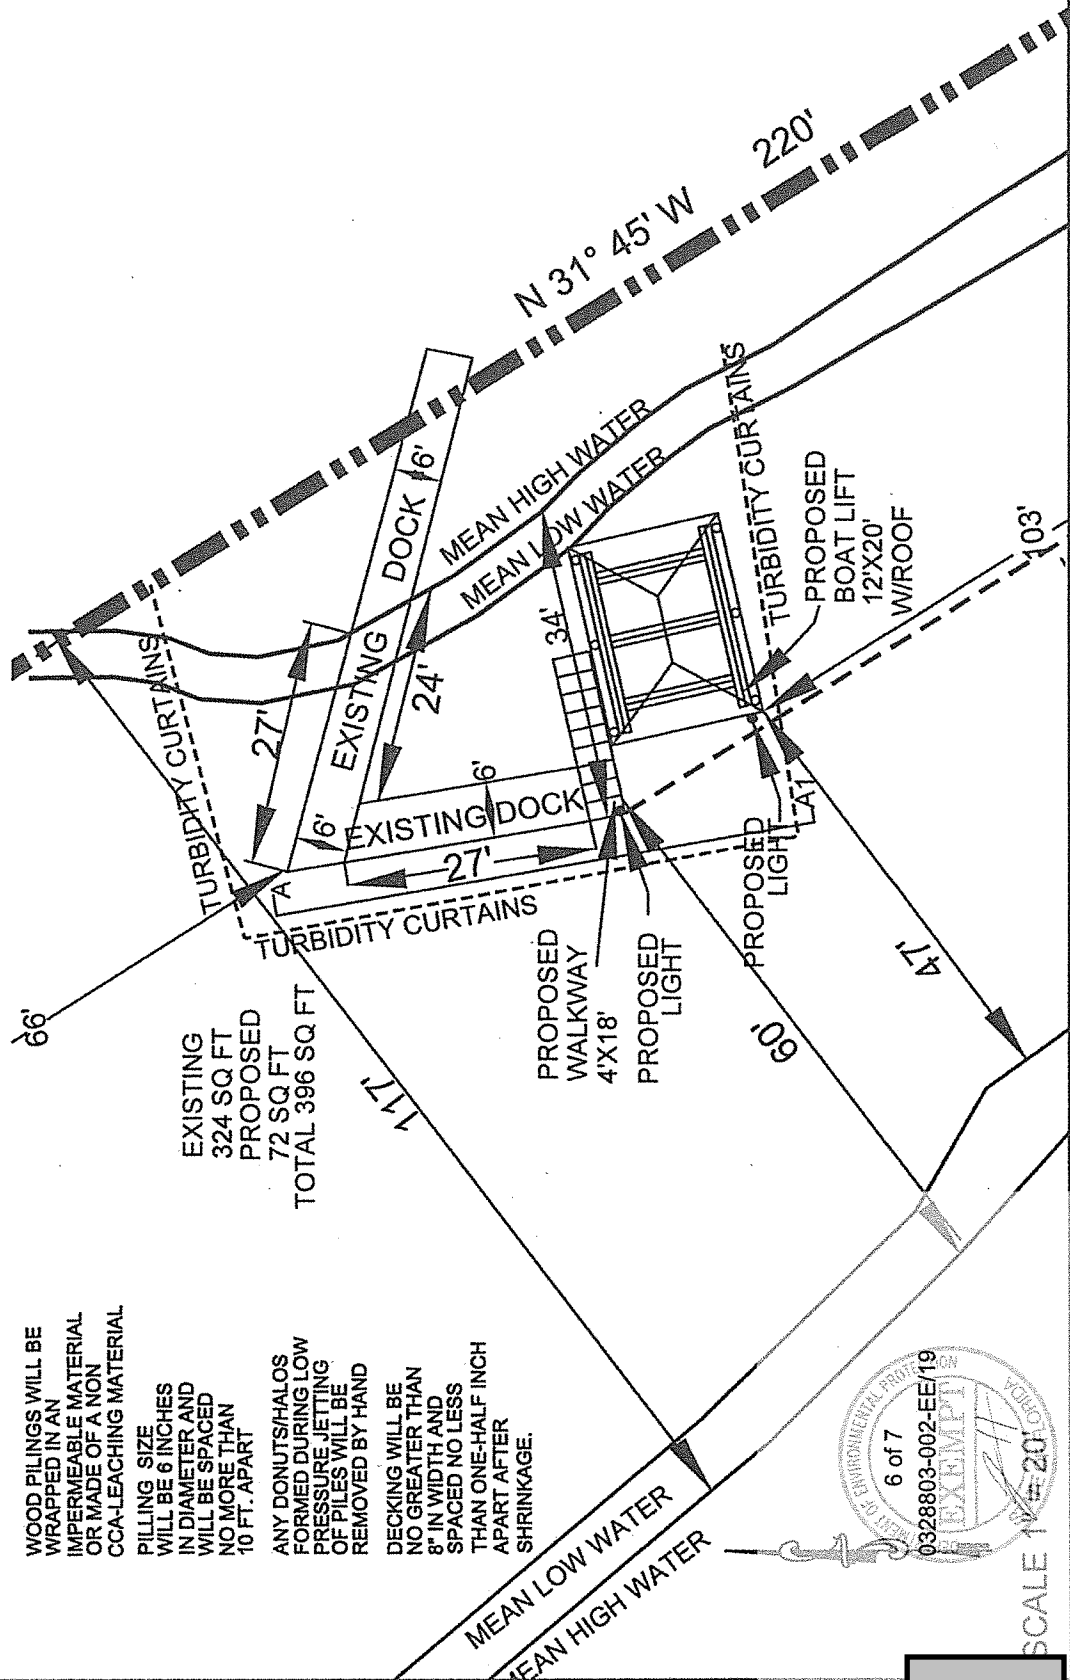 WOOD PILINGS WILL BE
WRAPPED IN AN
IMPERMEABLE MATERIAL
OR MADE OF A NON
CCA-LEACHING MATERIAL
PILLING SIZE
WILL BE 6 INCHES
IN DIAMETER AND
WILL BE SPACED
NO MORE THAN
10 FT. APART
ANY DONUTS/HALOS
FORMED DURING LOW
PRESSURE JETTING
OF PILES WILL BE
REMOVED BY HAND
DECKING WILL BE
NO GREATER THAN
8" IN WIDTH AND
SPACED NO LESS
THAN ONE-HALF INCH
APART AFTER
SHRINKAGE.
EXISTING
324 SQ FT
PROPOSED
72 SQ FT
TOTAL 396 SQ FT
66'
117'
TURBIDITY CURTAINS
TURBIDITY CURTAINS
TURBIDITY CURTAINS
A
A1
27'
6'
EXISTING DOCK
6'
24'
EXISTING DOCK
6'
27'
34'
MEAN HIGH WATER
MEAN LOW WATER
N 31° 45' W
220'
PROPOSED
WALKWAY
4'X18'
PROPOSED
LIGHT
PROPOSED
LIGHT
PROPOSED
BOAT LIFT
12'X20'
W/ROOF
103'
60'
47'
MEAN LOW WATER
MEAN HIGH WATER
6 of 7
0328803-002-EE/19
EXEMPT
OF ENVIRONMENTAL PROTECTION
FLORIDA
SCALE 1" = 20'